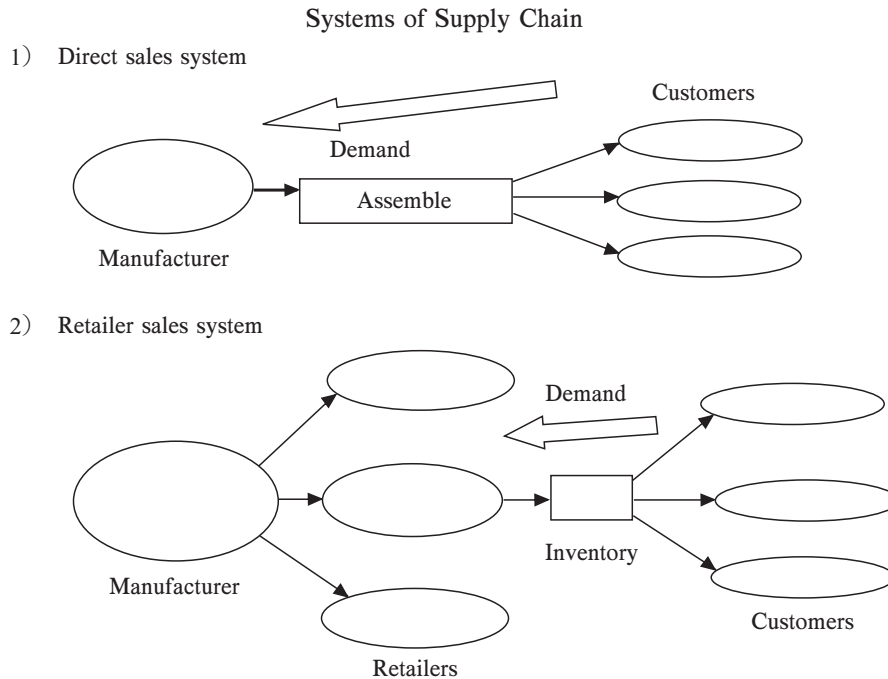 Systems of Supply Chain
1） Direct sales system
Customers
Demand
Assemble
Manufacturer
2） Retailer sales system
Demand
Inventory
Manufacturer
Customers
Retailers